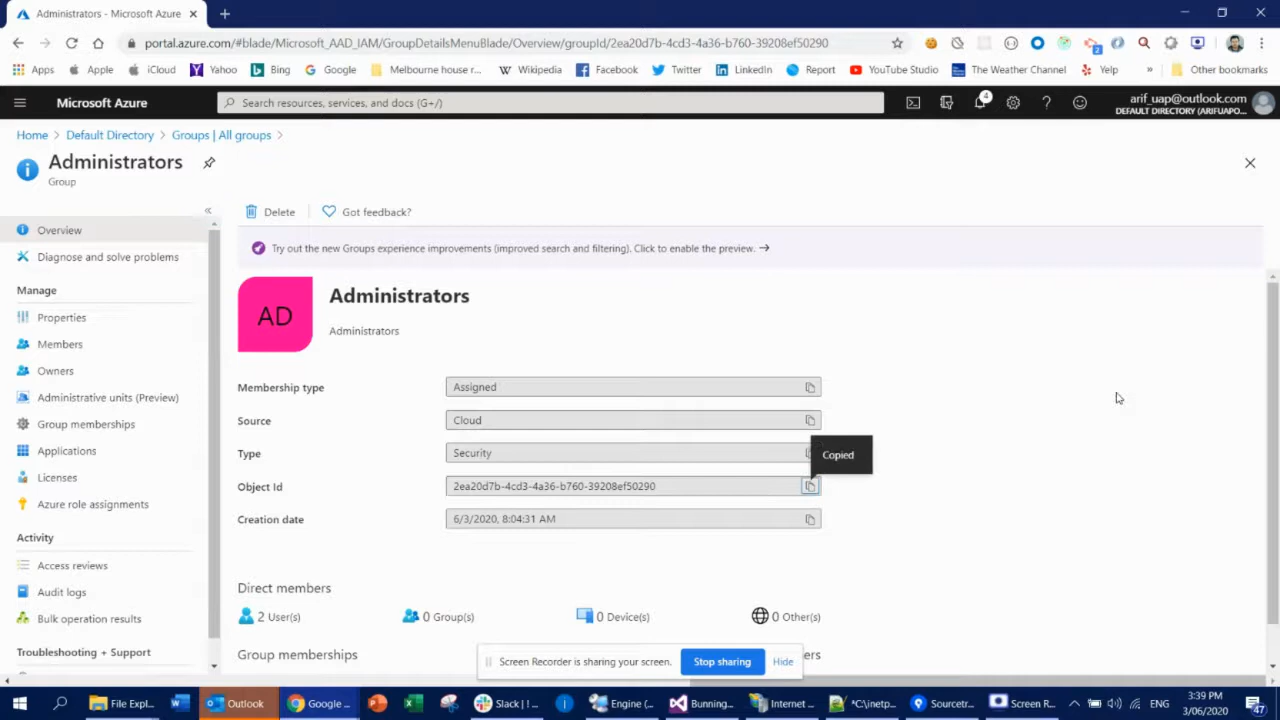 Administrators - Microsoft Azure
portal.azure.com/#blade/Microsoft_AAD_IAM/GroupDetailsMenuBlade/Overview/groupId/2ea20d7b-4cd3-4a36-b760-39208ef50290
2
Apps Apple iCloud Yahoo Bing Google Melbourne house r... Wikipedia Facebook Twitter LinkedIn Report YouTube Studio The Weather Channel Yelp » Other bookmarks
Microsoft Azure
Search resources, services, and docs (G+/)
4
arif_uap@outlook.com
DEFAULT DIRECTORY (ARIFUAPO...
Home > Default Directory > Groups | All groups >
Administrators
Group
«
Delete
Got feedback?
Try out the new Groups experience improvements (improved search and filtering). Click to enable the preview. →
Overview
Diagnose and solve problems
Manage
Properties
Members
Owners
Administrative units (Preview)
Group memberships
Applications
Licenses
Azure role assignments
Activity
Access reviews
Audit logs
Bulk operation results
Troubleshooting + Support
AD
Administrators
Administrators
Membership type Assigned
Source Cloud
Type Security
Copied
Object Id 2ea20d7b-4cd3-4a36-b760-39208ef50290
Creation date 6/3/2020, 8:04:31 AM
Direct members
2 User(s) 0 Group(s) 0 Device(s) 0 Other(s)
Group memberships
Screen Recorder is sharing your screen. Stop sharing Hide
File Expl... Outlook Google ... Slack | !... Engine (... Bunning... Internet ... *C:\inetp... Sourcetr... Screen R... ENG
3:39 PM
3/06/2020
47